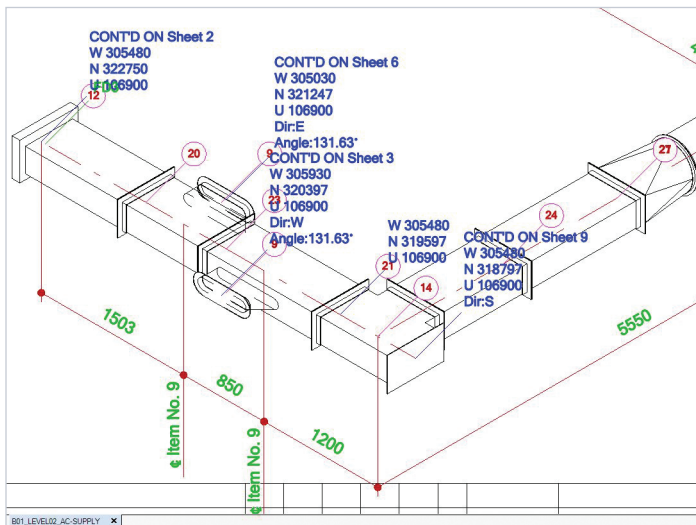 CONT'D ON Sheet 2
W 305480
N 322750
U 106900
12
20
CONT'D ON Sheet 6
W 305030
N 321247
U 106900
Dir:E
Angle:131.63°
9
CONT'D ON Sheet 3
W 305930
N 320397
U 106900
Dir:W
Angle:131.63°
23
9
W 305480
N 319597
U 106900
21
14
CONT'D ON Sheet 9
W 305480
N 318797
U 106900
Dir:S
24
27
1503
850
1200
5550
℄ Item No. 9
℄ Item No. 9
B01_LEVEL02_AC-SUPPLY